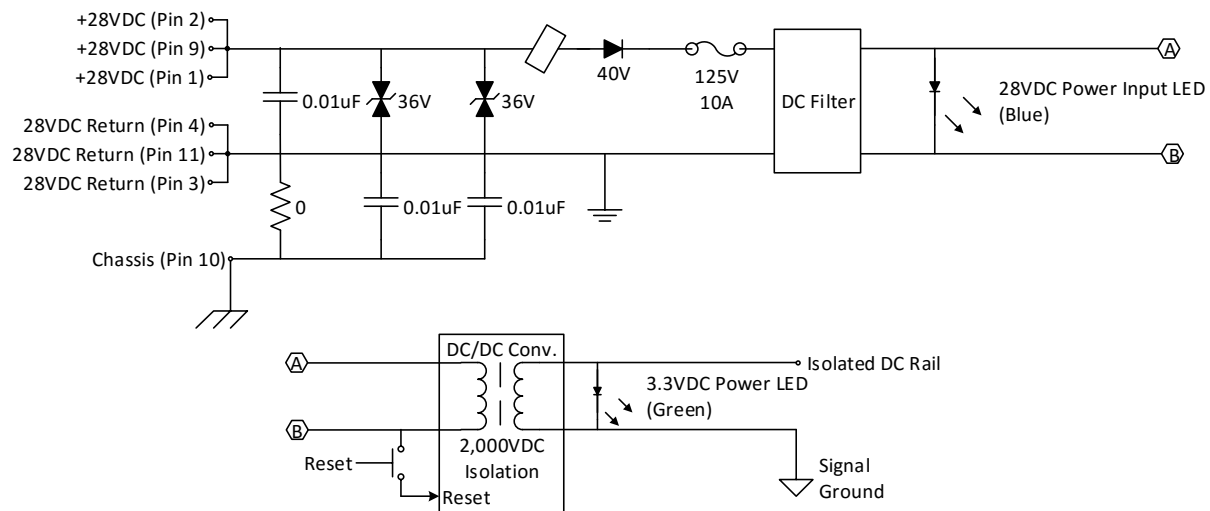 +28VDC (Pin 2)
+28VDC (Pin 9)
+28VDC (Pin 1)
0.01uF
36V
36V
40V
125V
10A
DC Filter
A
28VDC Power Input LED
(Blue)
28VDC Return (Pin 4)
28VDC Return (Pin 11)
28VDC Return (Pin 3)
B
0
0.01uF
0.01uF
Chassis (Pin 10)
DC/DC Conv.
A
Isolated DC Rail
3.3VDC Power LED
(Green)
B
2,000VDC
Isolation
Reset
Reset
Signal
Ground